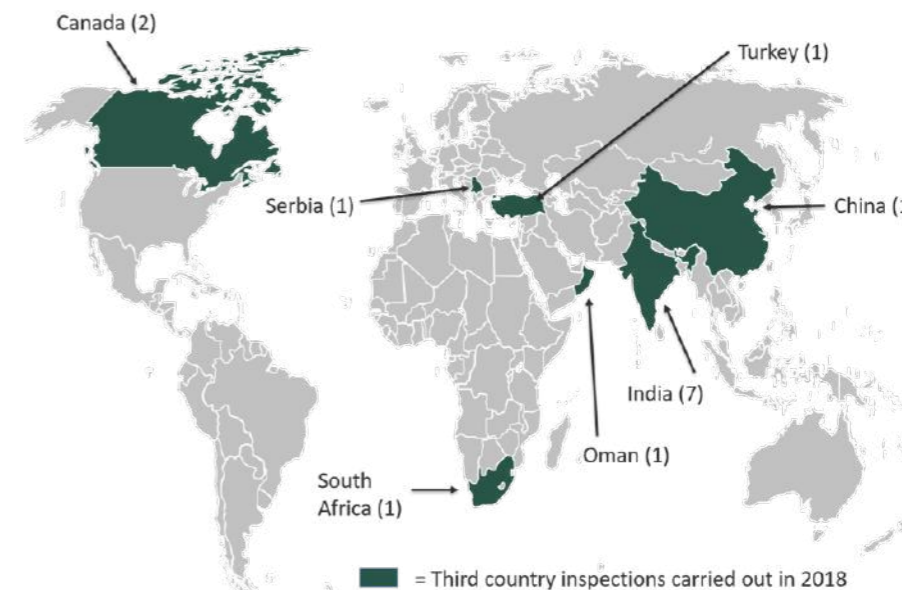 Canada (2)
Turkey (1)
Serbia (1)
China (1
India (7)
Oman (1)
South
Africa (1)
= Third country inspections carried out in 2018